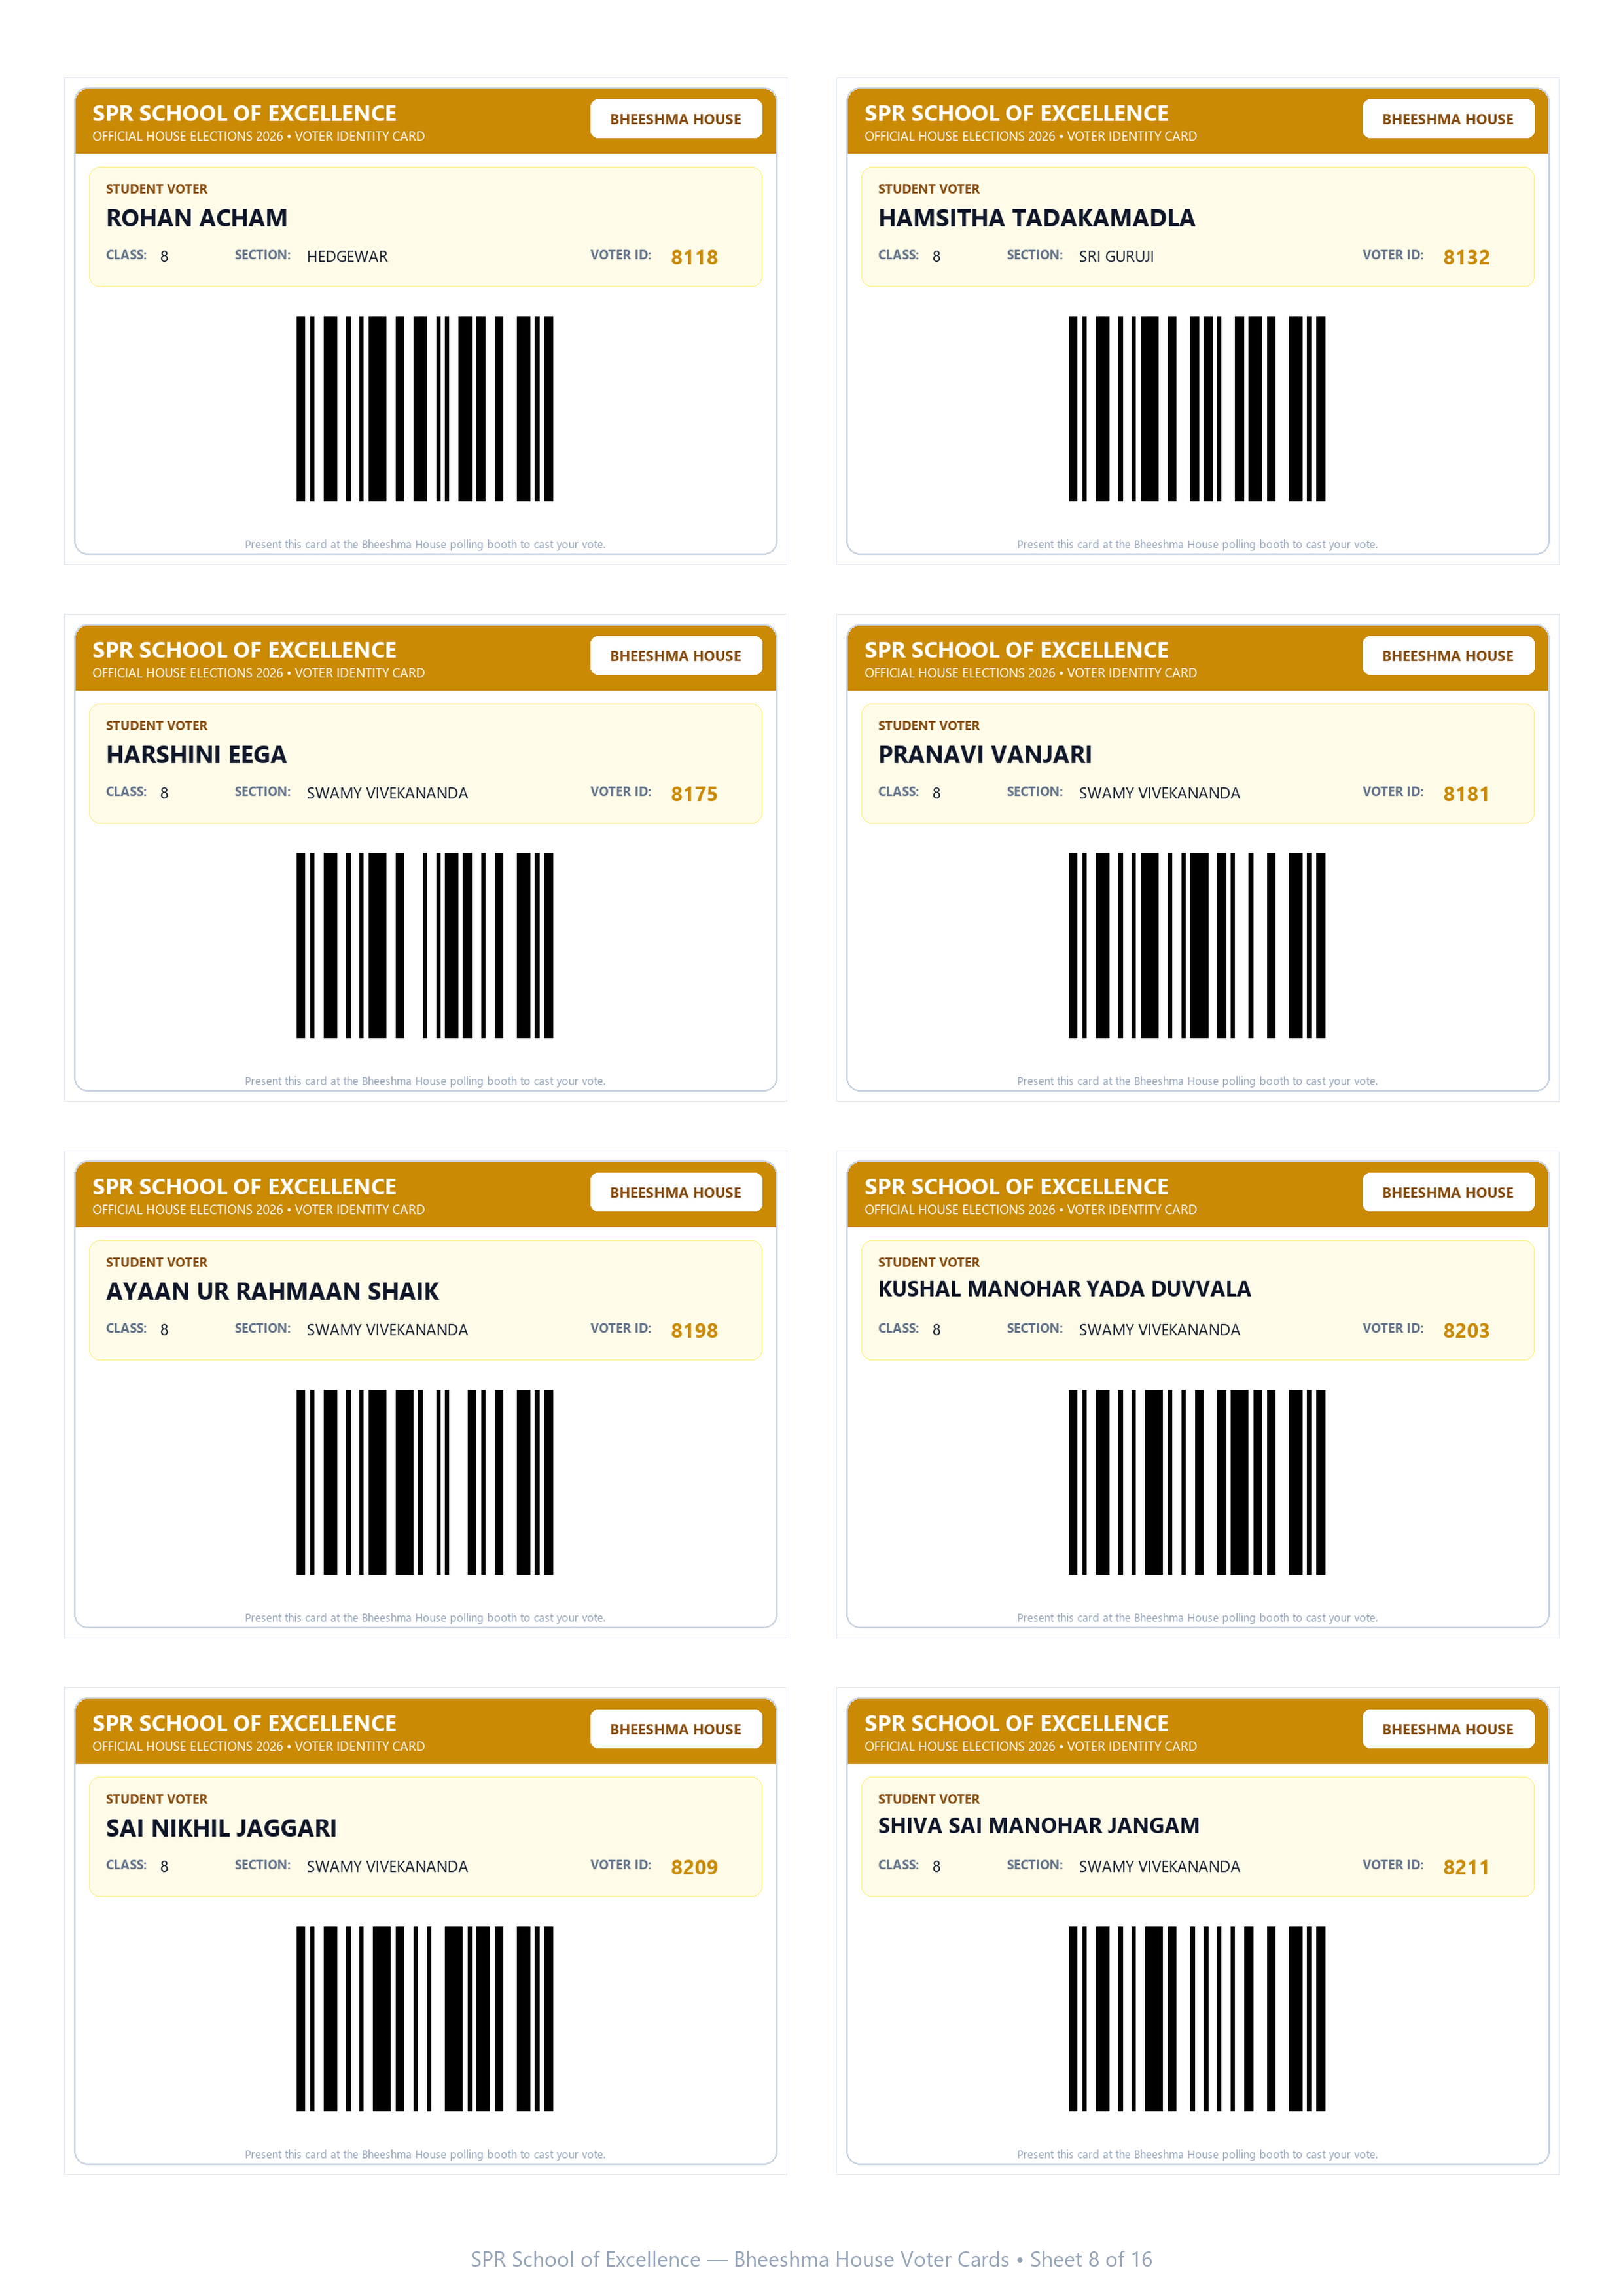 SPR SCHOOL OF EXCELLENCE
OFFICIAL HOUSE ELECTIONS 2026 • VOTER IDENTITY CARD
BHEESHMA HOUSE
STUDENT VOTER
ROHAN ACHAM
CLASS: 8 SECTION: HEDGEWAR VOTER ID: 8118
Present this card at the Bheeshma House polling booth to cast your vote.
SPR SCHOOL OF EXCELLENCE
OFFICIAL HOUSE ELECTIONS 2026 • VOTER IDENTITY CARD
BHEESHMA HOUSE
STUDENT VOTER
HAMSITHA TADAKAMADLA
CLASS: 8 SECTION: SRI GURUJI VOTER ID: 8132
Present this card at the Bheeshma House polling booth to cast your vote.
SPR SCHOOL OF EXCELLENCE
OFFICIAL HOUSE ELECTIONS 2026 • VOTER IDENTITY CARD
BHEESHMA HOUSE
STUDENT VOTER
HARSHINI EEGA
CLASS: 8 SECTION: SWAMY VIVEKANANDA VOTER ID: 8175
Present this card at the Bheeshma House polling booth to cast your vote.
SPR SCHOOL OF EXCELLENCE
OFFICIAL HOUSE ELECTIONS 2026 • VOTER IDENTITY CARD
BHEESHMA HOUSE
STUDENT VOTER
PRANAVI VANJARI
CLASS: 8 SECTION: SWAMY VIVEKANANDA VOTER ID: 8181
Present this card at the Bheeshma House polling booth to cast your vote.
SPR SCHOOL OF EXCELLENCE
OFFICIAL HOUSE ELECTIONS 2026 • VOTER IDENTITY CARD
BHEESHMA HOUSE
STUDENT VOTER
AYAAN UR RAHMAAN SHAIK
CLASS: 8 SECTION: SWAMY VIVEKANANDA VOTER ID: 8198
Present this card at the Bheeshma House polling booth to cast your vote.
SPR SCHOOL OF EXCELLENCE
OFFICIAL HOUSE ELECTIONS 2026 • VOTER IDENTITY CARD
BHEESHMA HOUSE
STUDENT VOTER
KUSHAL MANOHAR YADA DUVVALA
CLASS: 8 SECTION: SWAMY VIVEKANANDA VOTER ID: 8203
Present this card at the Bheeshma House polling booth to cast your vote.
SPR SCHOOL OF EXCELLENCE
OFFICIAL HOUSE ELECTIONS 2026 • VOTER IDENTITY CARD
BHEESHMA HOUSE
STUDENT VOTER
SAI NIKHIL JAGGARI
CLASS: 8 SECTION: SWAMY VIVEKANANDA VOTER ID: 8209
Present this card at the Bheeshma House polling booth to cast your vote.
SPR SCHOOL OF EXCELLENCE
OFFICIAL HOUSE ELECTIONS 2026 • VOTER IDENTITY CARD
BHEESHMA HOUSE
STUDENT VOTER
SHIVA SAI MANOHAR JANGAM
CLASS: 8 SECTION: SWAMY VIVEKANANDA VOTER ID: 8211
Present this card at the Bheeshma House polling booth to cast your vote.
SPR School of Excellence — Bheeshma House Voter Cards • Sheet 8 of 16